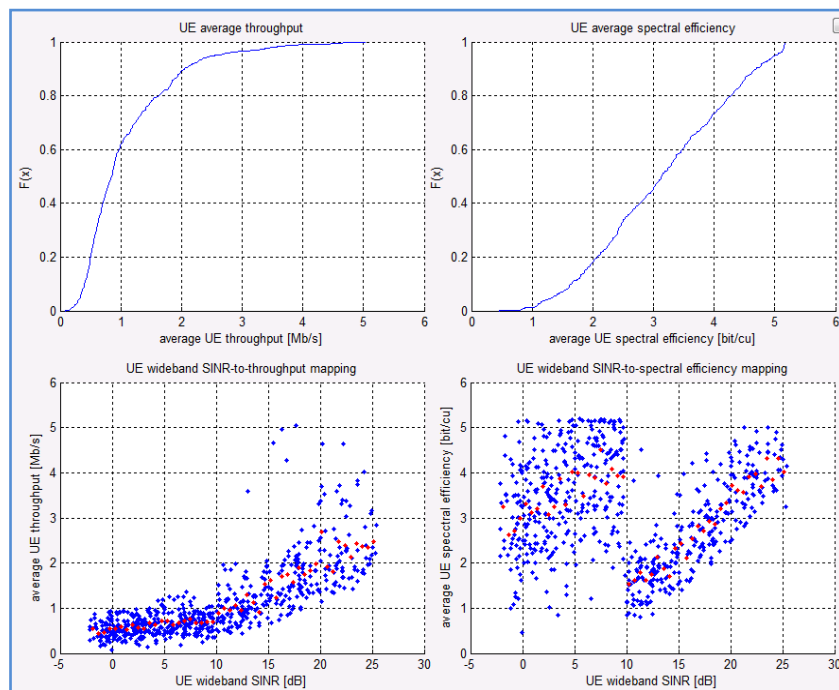 UE average throughput
1
0.8
0.6
0.4
0.2
0
F(x)
0 1 2 3 4 5 6
average UE throughput [Mb/s]
UE average spectral efficiency
1
0.8
0.6
0.4
0.2
0
F(x)
0 1 2 3 4 5 6
average UE spectral efficiency [bit/cu]
UE wideband SINR-to-throughput mapping
6
5
4
3
2
1
0
average UE throughput [Mb/s]
-5 0 5 10 15 20 25 30
UE wideband SINR [dB]
UE wideband SINR-to-spectral efficiency mapping
6
5
4
3
2
1
0
average UE specctral efficiency [bit/cu]
-5 0 5 10 15 20 25 30
UE wideband SINR [dB]